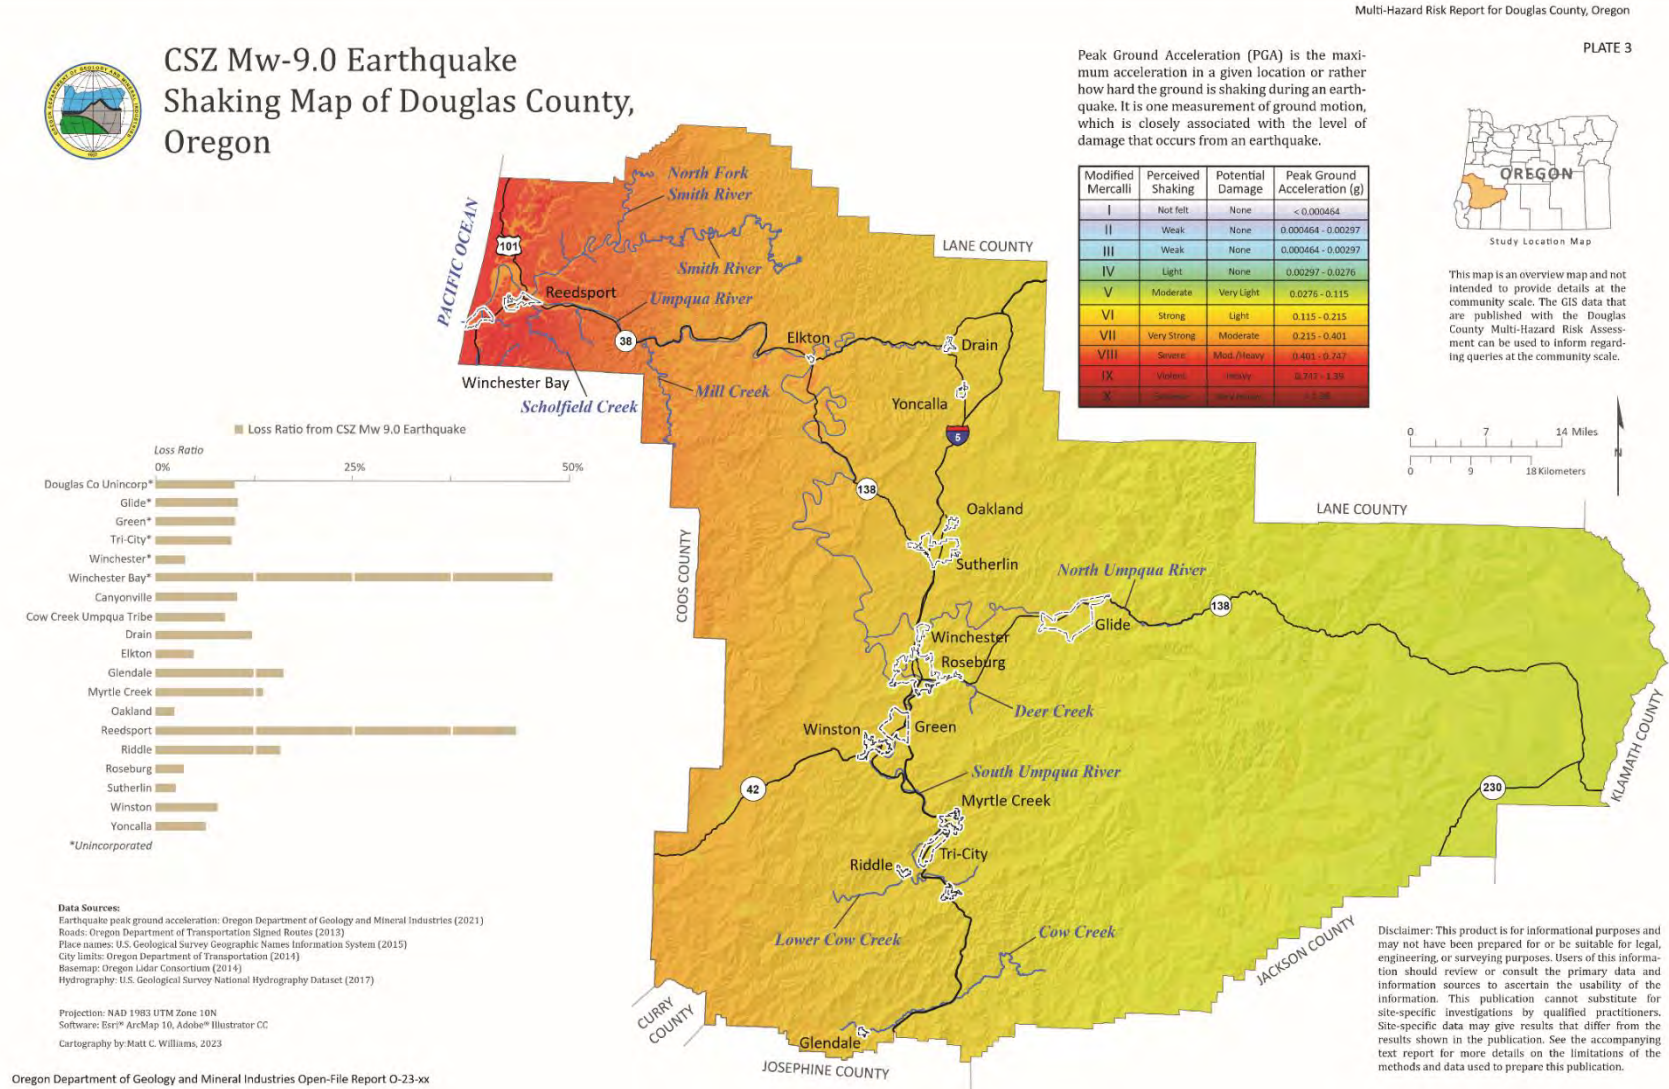 Multi-Hazard Risk Report for Douglas County, Oregon
PLATE 3
CSZ Mw-9.0 Earthquake
Shaking Map of Douglas County,
Oregon
Peak Ground Acceleration (PGA) is the maxi-
mum acceleration in a given location or rather
how hard the ground is shaking during an earth-
quake. It is one measurement of ground motion,
which is closely associated with the level of
damage that occurs from an earthquake.
Modified Mercalli Perceived Shaking Potential Damage Peak Ground Acceleration (g)
I Not felt None < 0.000464
II Weak None 0.000464 - 0.00297
III Weak None 0.000464 - 0.00297
IV Light None 0.00297 - 0.0276
V Moderate Very Light 0.0276 - 0.115
VI Strong Light 0.115 - 0.215
VII Very Strong Moderate 0.215 - 0.401
VIII Severe Mod./Heavy 0.401 - 0.747
IX Violent Heavy 0.747 - 1.39
X
OREGON
Study Location Map
This map is an overview map and not
intended to provide details at the
community scale. The GIS data that
are published with the Douglas
County Multi-Hazard Risk Assess-
ment can be used to inform regard-
ing queries at the community scale.
0 7 14 Miles
0 9 18 Kilometers
N
PACIFIC OCEAN
North Fork
Smith River
101
Smith River
LANE COUNTY
Reedsport
Umpqua River
38
Elkton
Drain
Winchester Bay
Scholfield Creek
Mill Creek
Yoncalla
5
138
Oakland
LANE COUNTY
COOS COUNTY
Sutherlin
North Umpqua River
138
Glide
Winchester
Roseburg
Deer Creek
Winston
Green
South Umpqua River
42
230
KLAMATH COUNTY
Myrtle Creek
Tri-City
Riddle
Lower Cow Creek
Cow Creek
JACKSON COUNTY
CURRY
COUNTY
Glendale
JOSEPHINE COUNTY
Loss Ratio from CSZ Mw 9.0 Earthquake
Loss Ratio
0% 25% 50%
Douglas Co Unincorp*
Glide*
Green*
Tri-City*
Winchester*
Winchester Bay*
Canyonville
Cow Creek Umpqua Tribe
Drain
Elkton
Glendale
Myrtle Creek
Oakland
Reedsport
Riddle
Roseburg
Sutherlin
Winston
Yoncalla
*Unincorporated
Data Sources:
Earthquake peak ground acceleration: Oregon Department of Geology and Mineral Industries (2021)
Roads: Oregon Department of Transportation Signed Routes (2013)
Place names: U.S. Geological Survey Geographic Names Information System (2015)
City limits: Oregon Department of Transportation (2014)
Basemap: Oregon Lidar Consortium (2014)
Hydrography: U.S. Geological Survey National Hydrography Dataset (2017)
Projection: NAD 1983 UTM Zone 10N
Software: Esri® ArcMap 10, Adobe® Illustrator CC
Cartography by: Matt C. Williams, 2023
Disclaimer: This product is for informational purposes and
may not have been prepared for or be suitable for legal,
engineering, or surveying purposes. Users of this informa-
tion should review or consult the primary data and
information sources to ascertain the usability of the
information. This publication cannot substitute for
site-specific investigations by qualified practitioners.
Site-specific data may give results that differ from the
results shown in the publication. See the accompanying
text report for more details on the limitations of the
methods and data used to prepare this publication.
Oregon Department of Geology and Mineral Industries Open-File Report O-23-xx